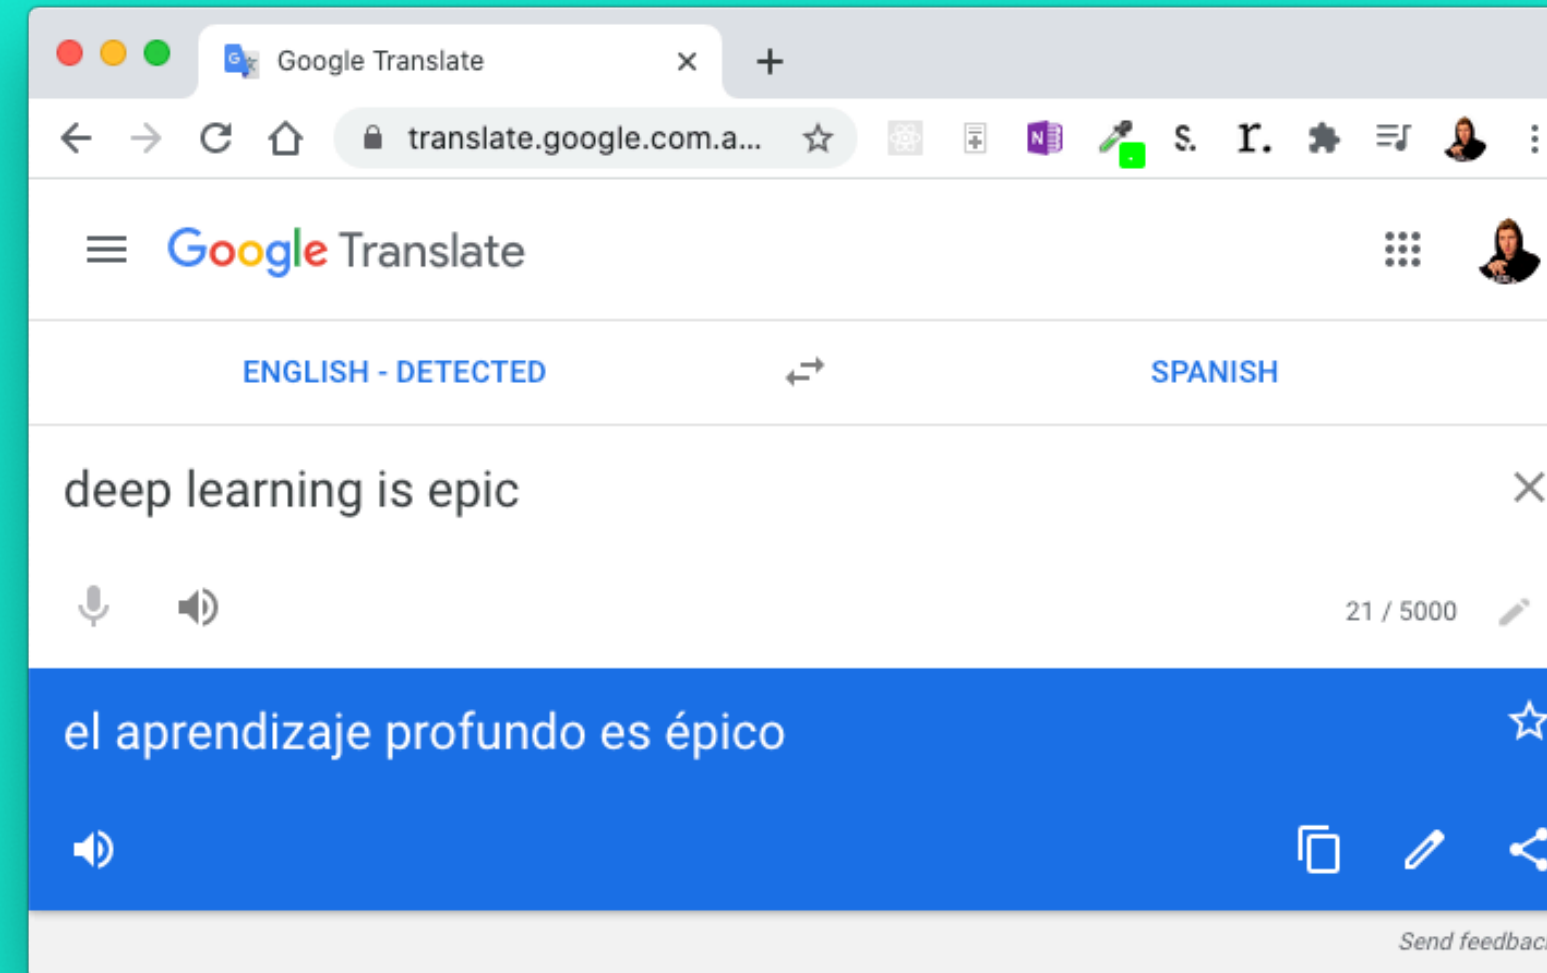 Google Translate
translate.google.com.a...
S. r.
Google Translate
ENGLISH - DETECTED
SPANISH
deep learning is epic
21 / 5000
el aprendizaje profundo es épico
Send feedback